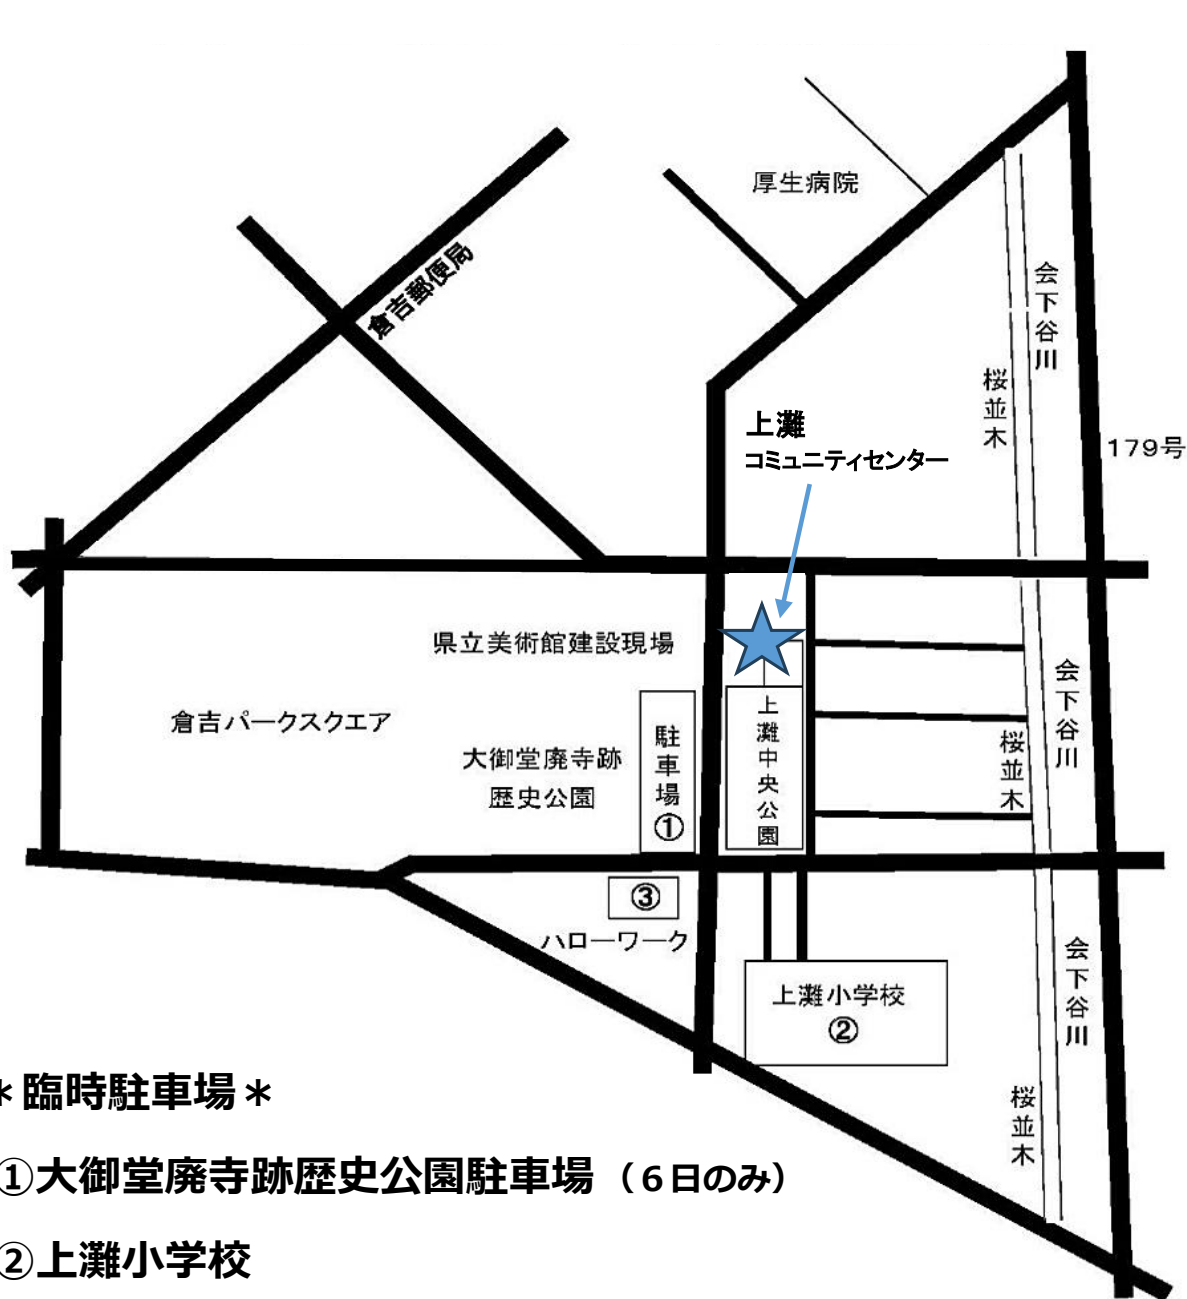 厚生病院
倉吉郵便局
会下谷川
桜並木
上灘
コミュニティセンター
179号
県立美術館建設現場
倉吉パークスクエア
大御堂廃寺跡
歴史公園
駐車場①
上灘中央公園
会下谷川
桜並木
③
ハローワーク
上灘小学校
②
会下谷川
桜並木
＊臨時駐車場＊
①大御堂廃寺跡歴史公園駐車場（６日のみ）
②上灘小学校